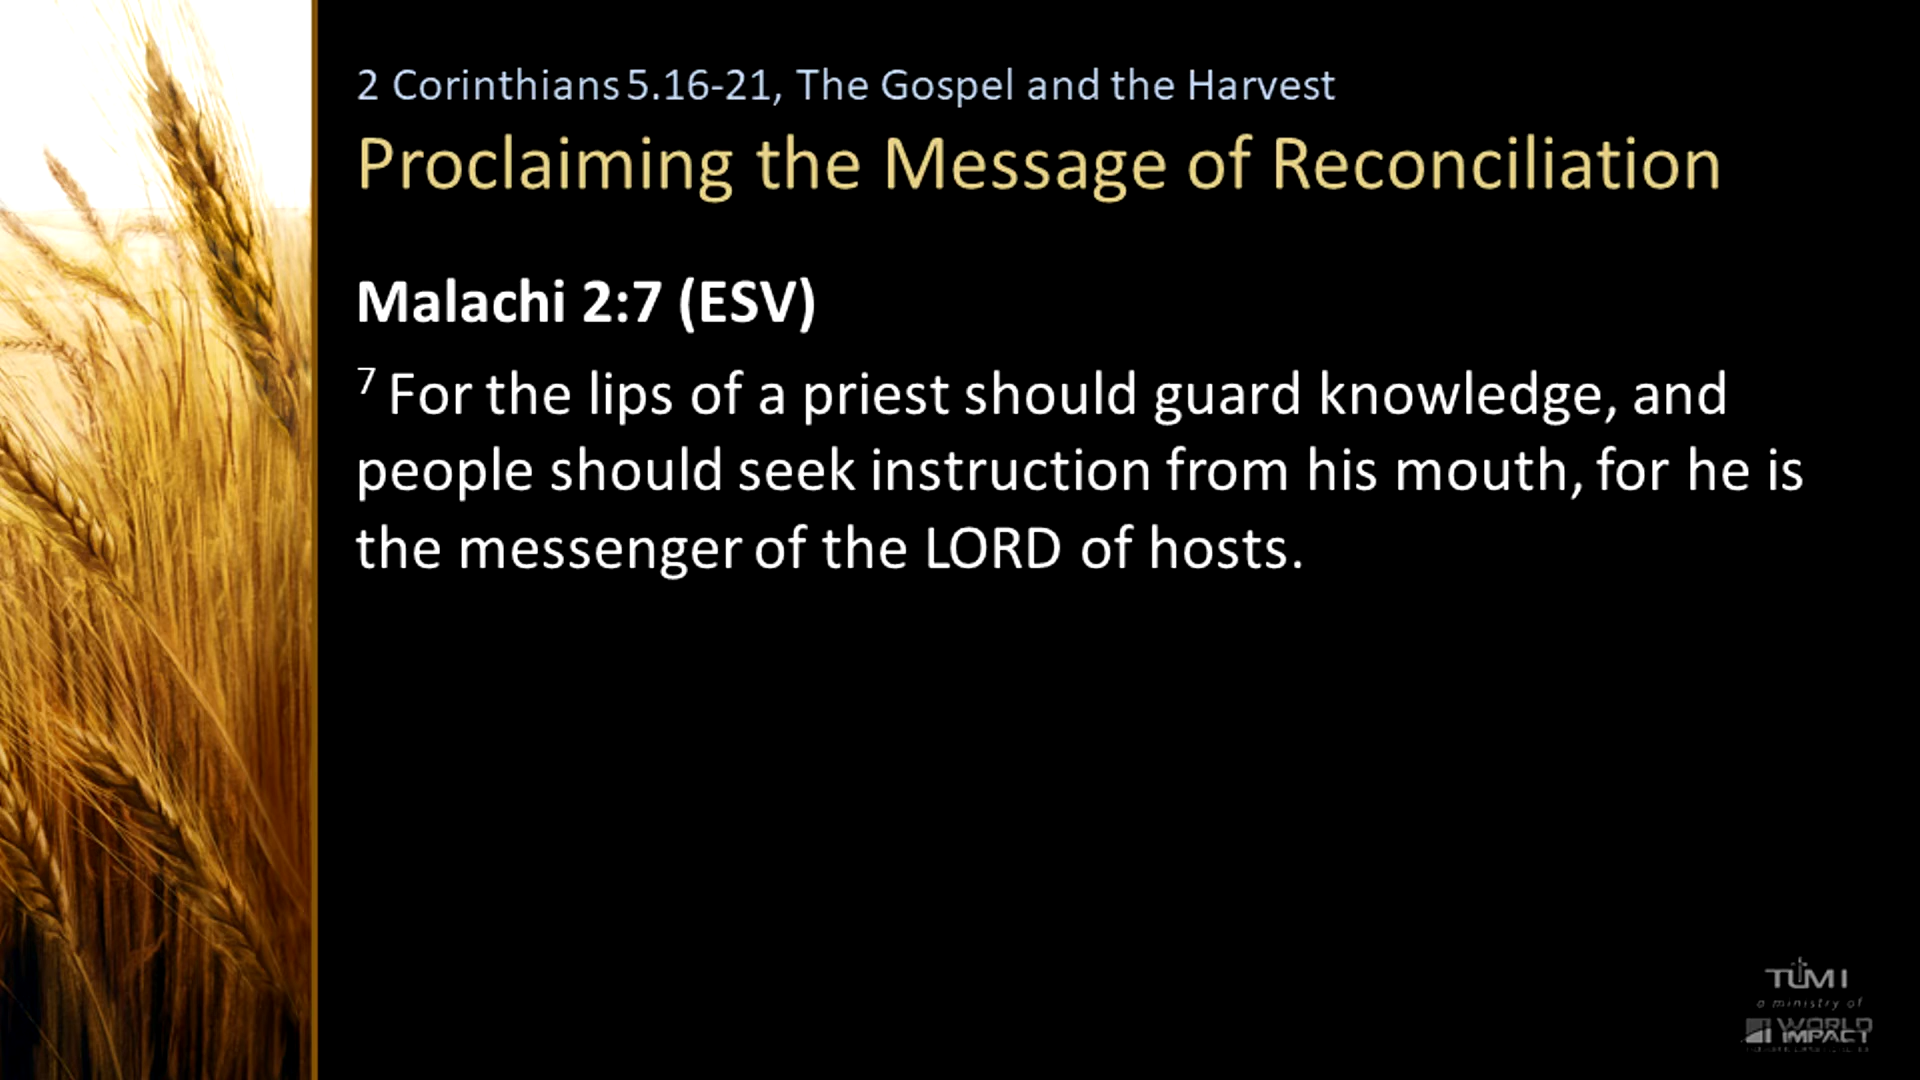 2 Corinthians 5.16-21, The Gospel and the Harvest
Proclaiming the Message of Reconciliation
Malachi 2:7 (ESV)
7 For the lips of a priest should guard knowledge, and
people should seek instruction from his mouth, for he is
the messenger of the LORD of hosts.
TUMI
a ministry of
WORLD
IMPACT